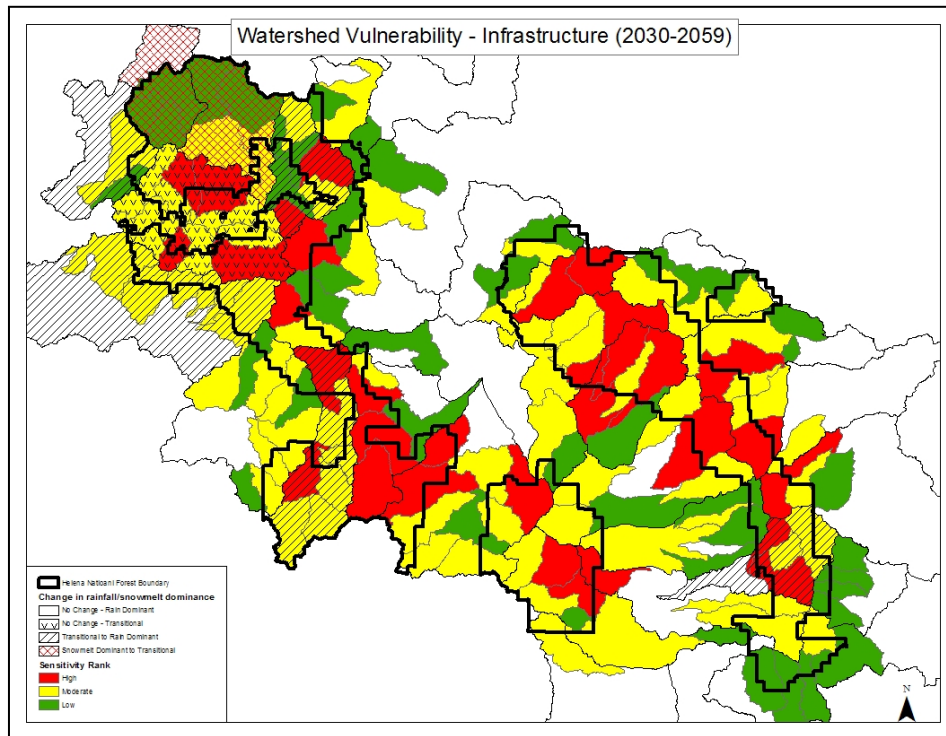 Watershed Vulnerability - Infrastructure (2030-2059)
Helena Natioanl Forest Boundary
Change in rainfall/snowmelt dominance
No Change - Rain Dominant
No Change - Transitional
Transitional to Rain Dominant
Snowmelt Dominant to Transitional
Sensitivity Rank
High
Moderate
Low
N